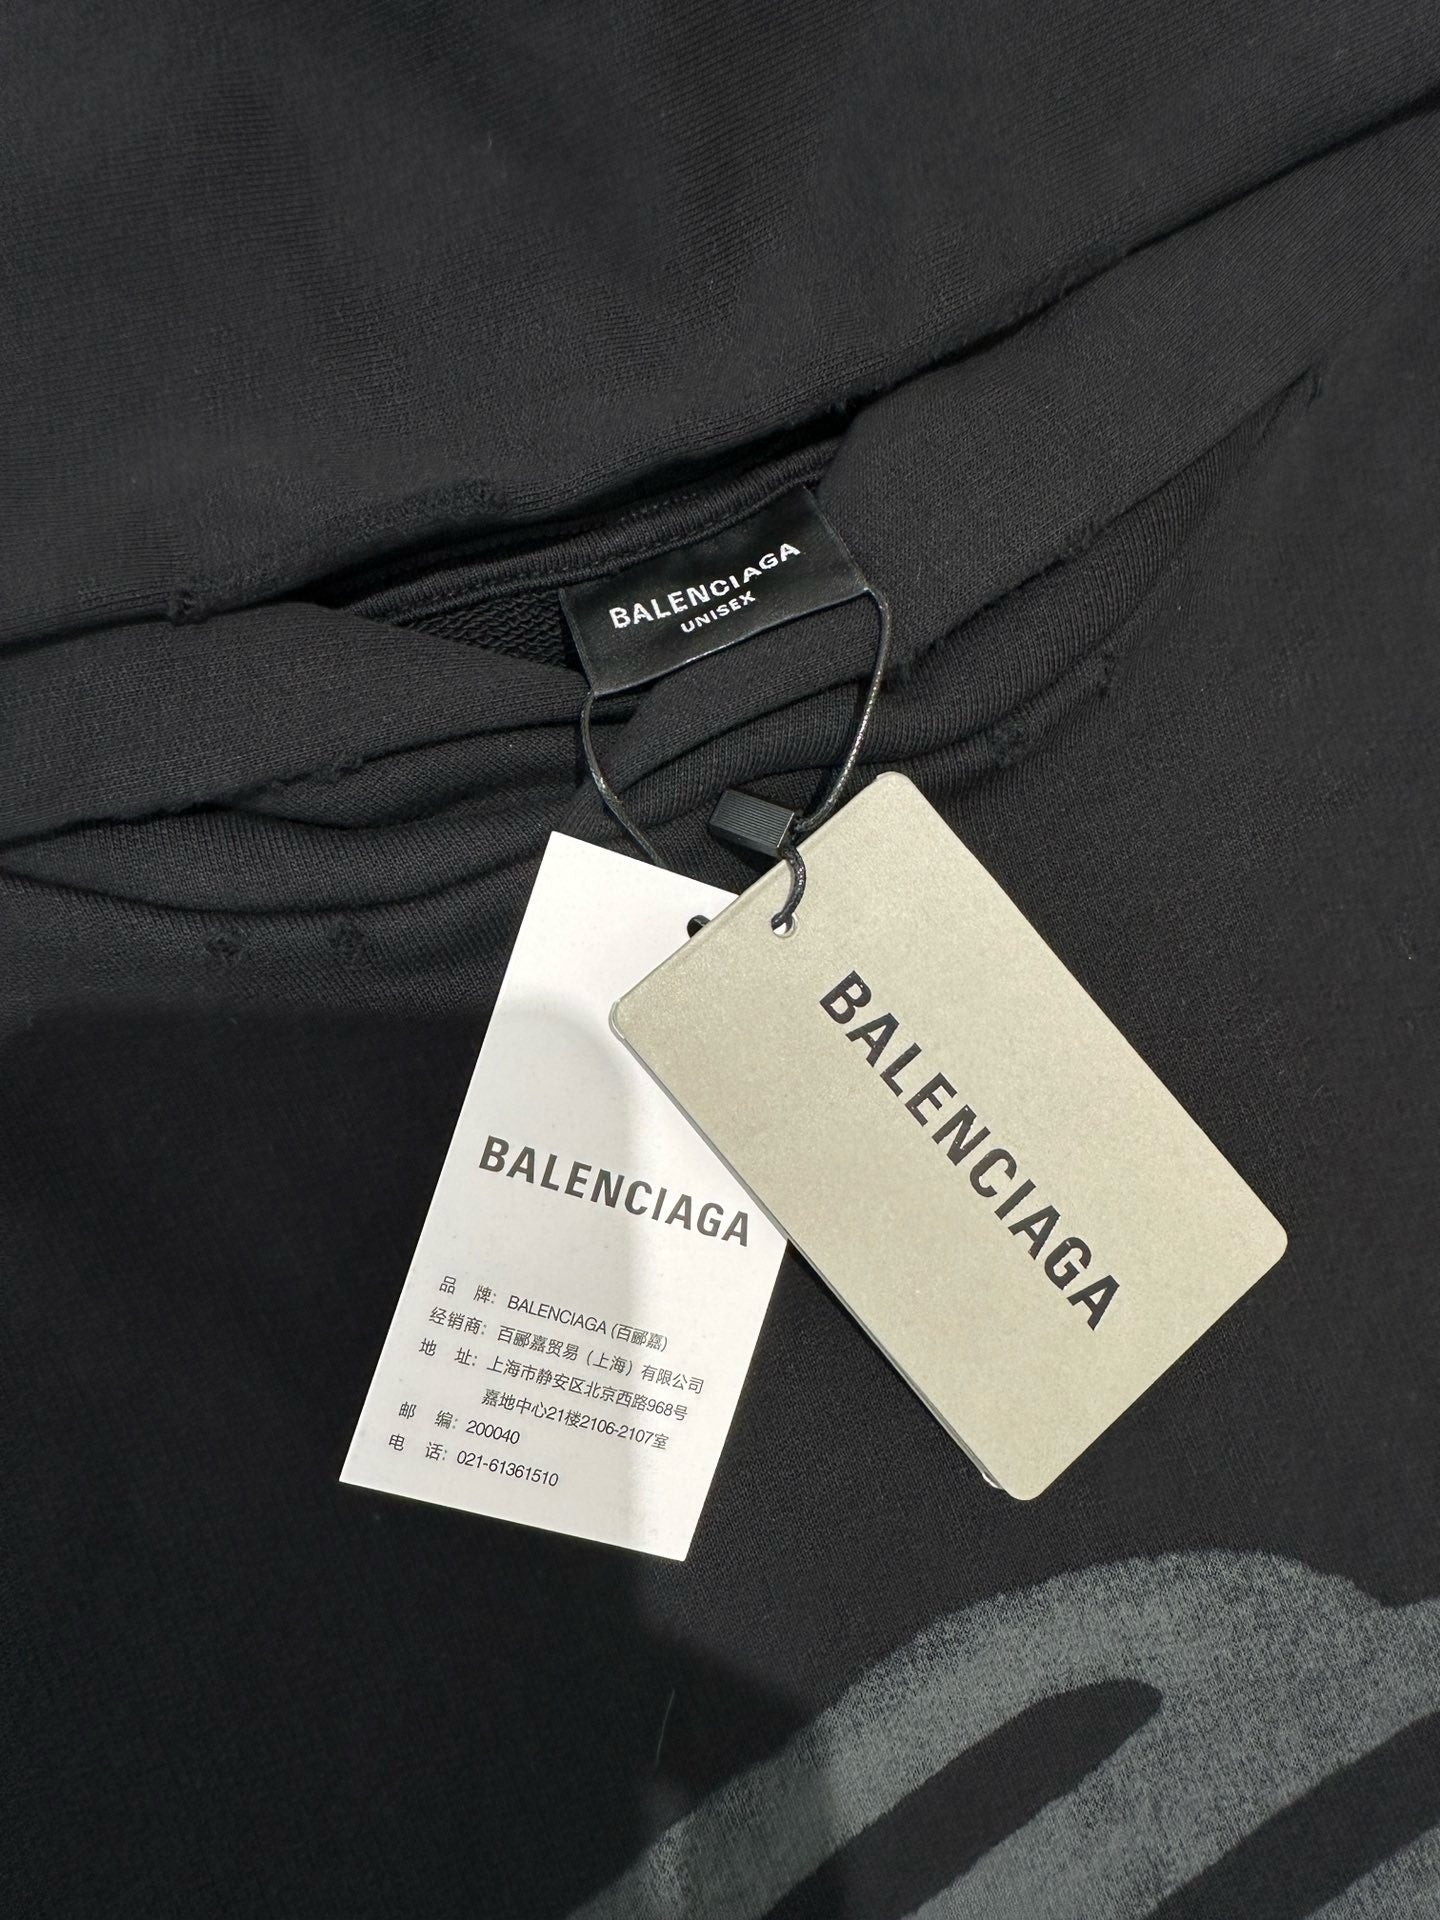 BALENCIAGA
UNISEX
BALENCIAGA
BALENCIAGA
品 牌: BALENCIAGA (百郦嘉)
经销商: 百郦嘉贸易（上海）有限公司
地 址: 上海市静安区北京西路968号
嘉地中心21楼2106-2107室
邮 编: 200040
电 话: 021-61361510